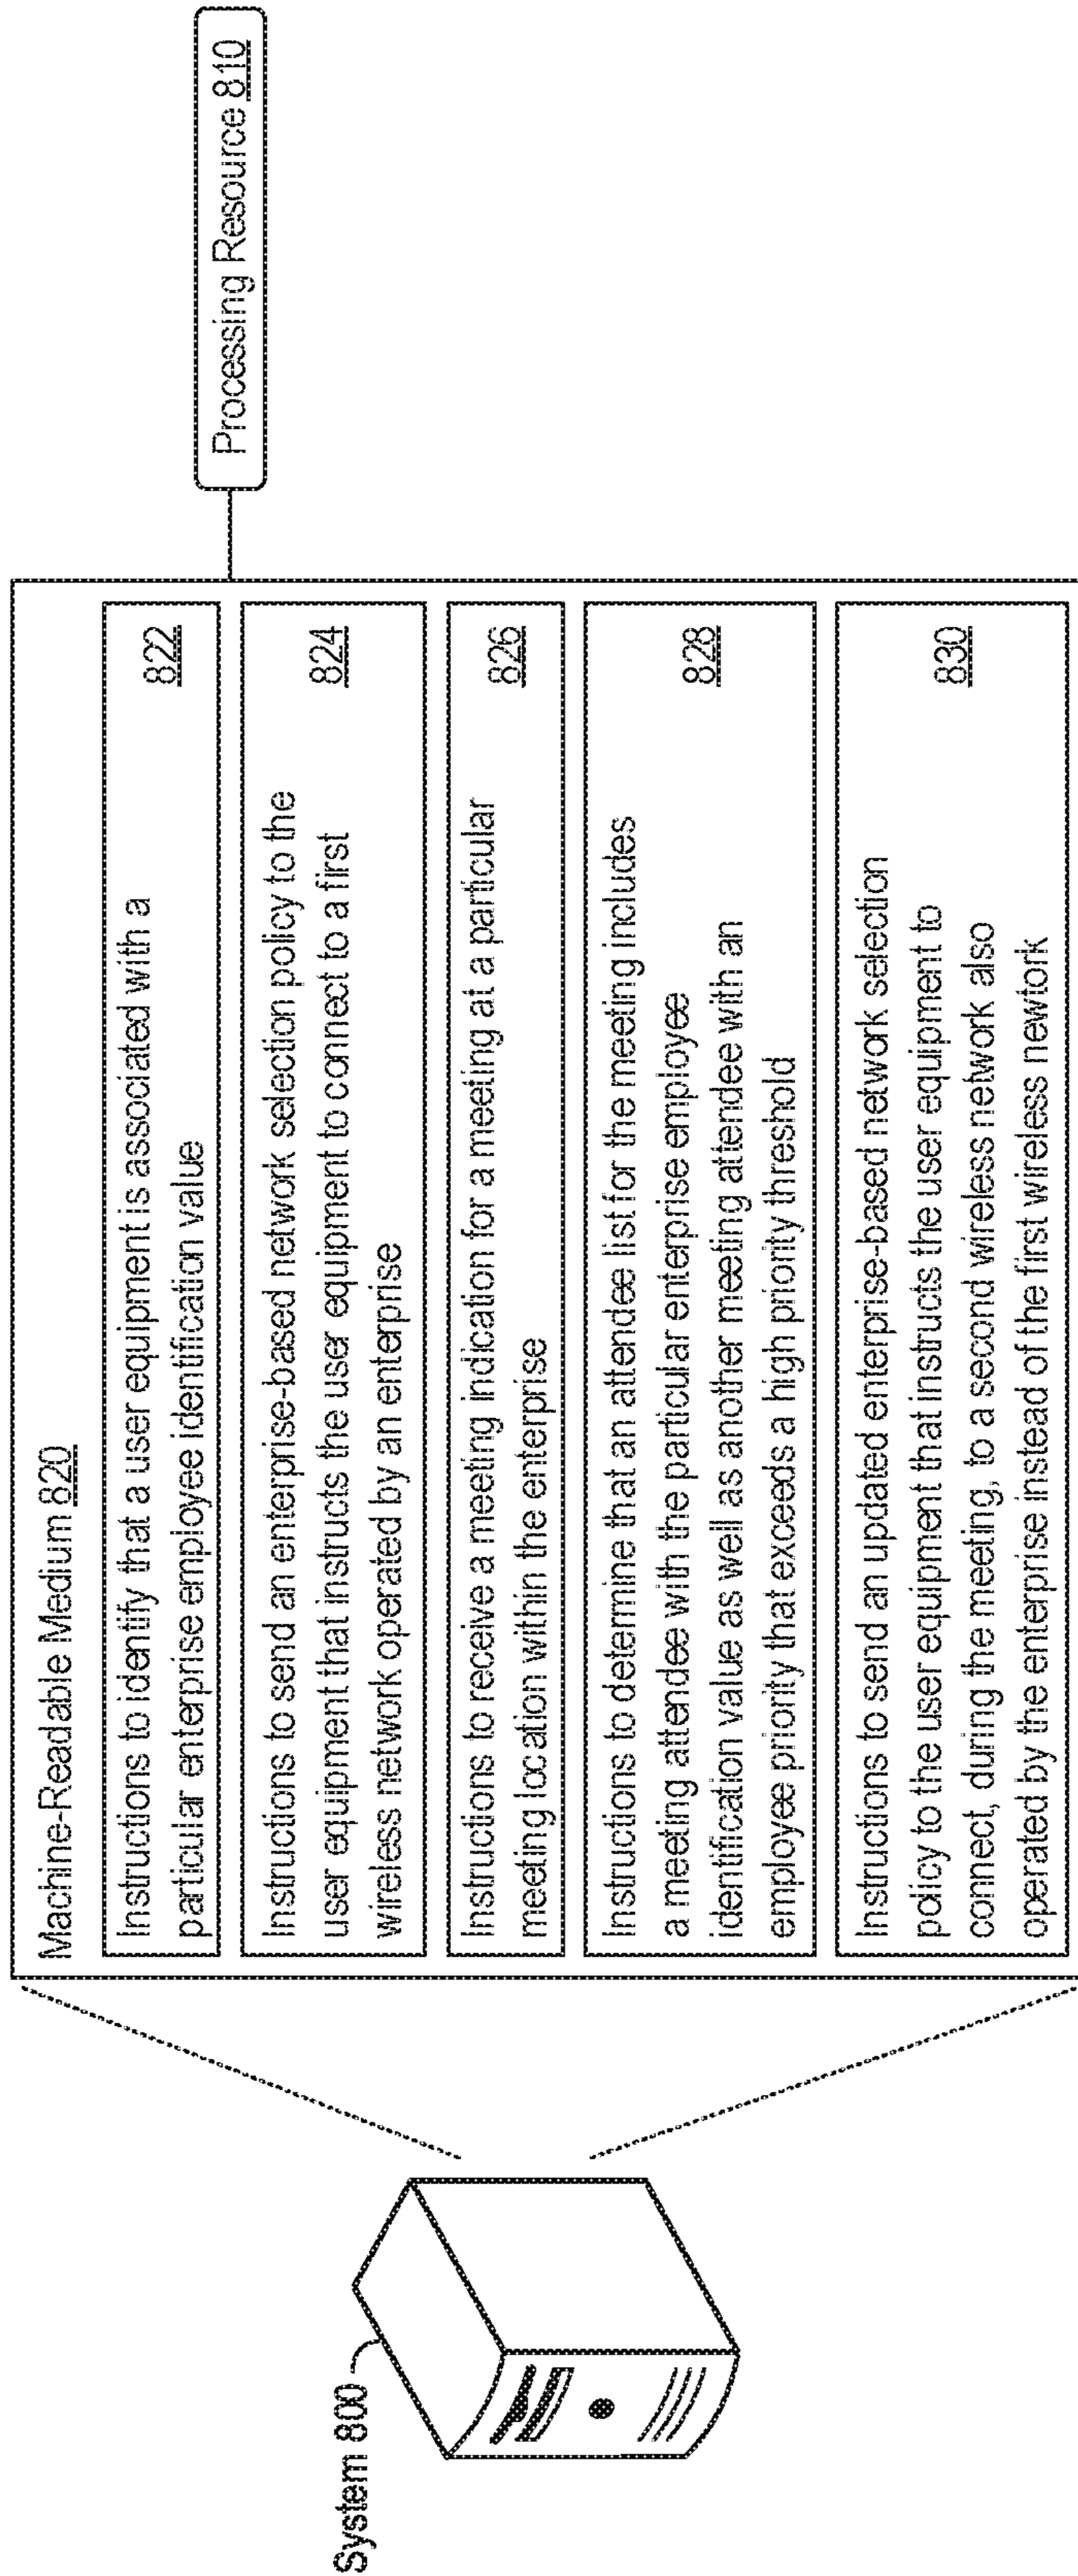 System 800
Machine-Readable Medium 820
Instructions to identify that a user equipment is associated with a
particular enterprise employee identification value
822
Instructions to send an enterprise-based network selection policy to the
user equipment that instructs the user equipment to connect to a first
wireless network operated by an enterprise
824
Instructions to receive a meeting indication for a meeting at a particular
meeting location within the enterprise
826
Instructions to determine that an attendee list for the meeting includes
a meeting attendee with the particular enterprise employee
identification value as well as another meeting attendee with an
employee priority that exceeds a high priority threshold
828
Instructions to send an updated enterprise-based network selection
policy to the user equipment that instructs the user equipment to
connect, during the meeting, to a second wireless network also
operated by the enterprise instead of the first wireless newtork
830
Processing Resource 810